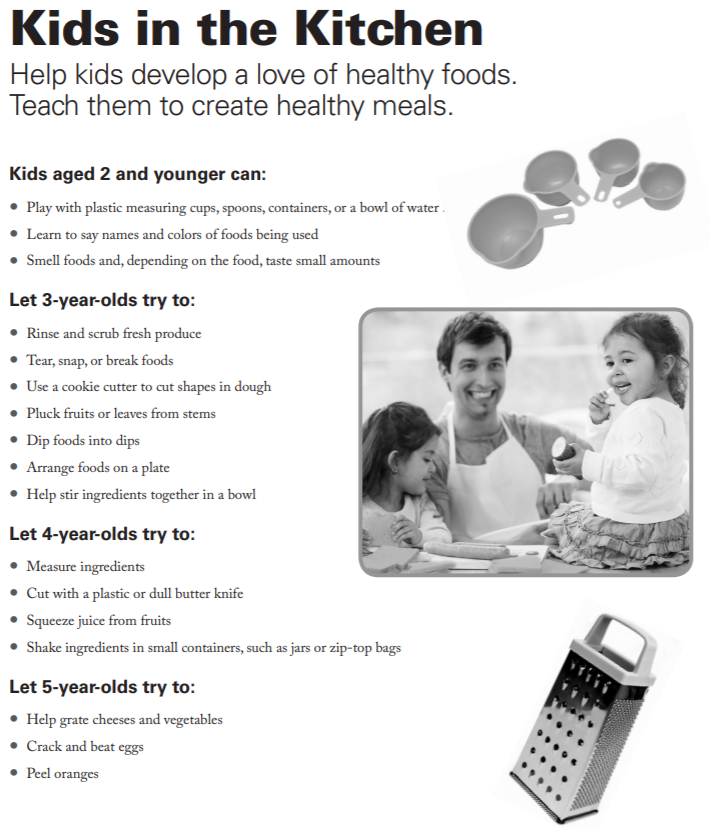 Kids in the Kitchen
Help kids develop a love of healthy foods.
Teach them to create healthy meals.
Kids aged 2 and younger can:
• Play with plastic measuring cups, spoons, containers, or a bowl of water .
• Learn to say names and colors of foods being used
• Smell foods and, depending on the food, taste small amounts
Let 3-year-olds try to:
• Rinse and scrub fresh produce
• Tear, snap, or break foods
• Use a cookie cutter to cut shapes in dough
• Pluck fruits or leaves from stems
• Dip foods into dips
• Arrange foods on a plate
• Help stir ingredients together in a bowl
Let 4-year-olds try to:
• Measure ingredients
• Cut with a plastic or dull butter knife
• Squeeze juice from fruits
• Shake ingredients in small containers, such as jars or zip-top bags
Let 5-year-olds try to:
• Help grate cheeses and vegetables
• Crack and beat eggs
• Peel oranges